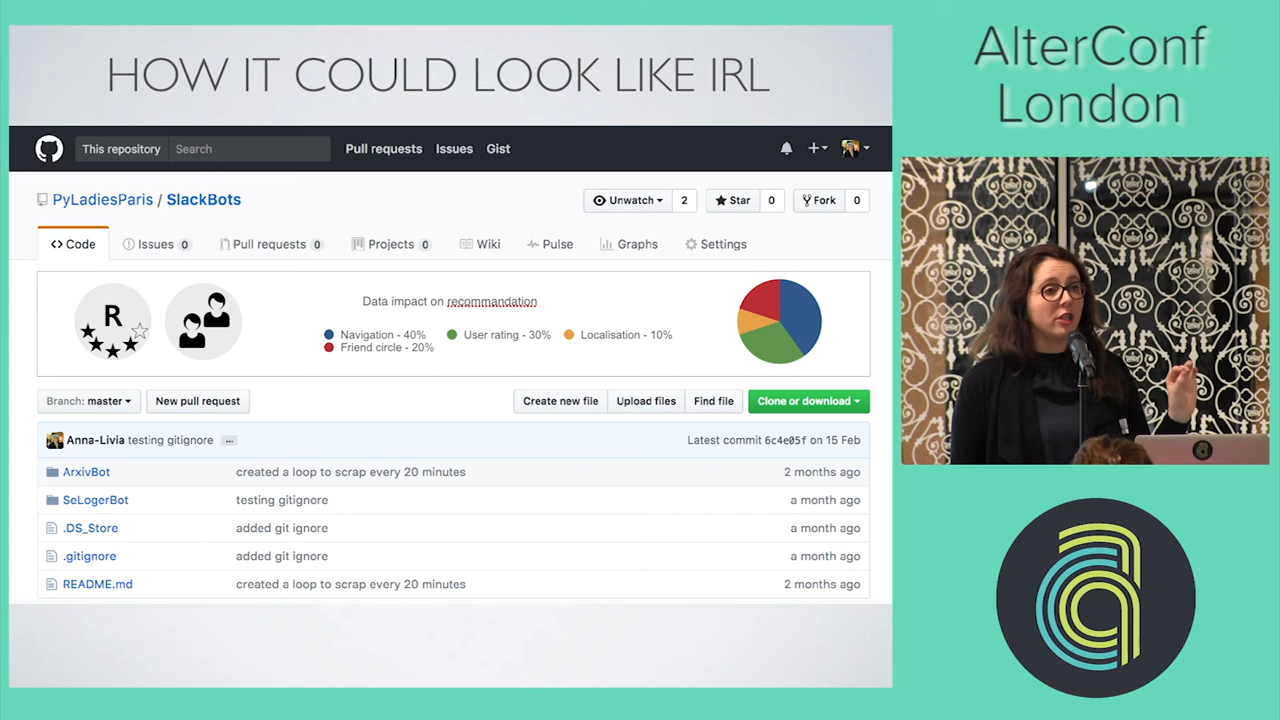 HOW IT COULD LOOK LIKE IRL
This repository Search Pull requests Issues Gist
PyLadiesParis / SlackBots Unwatch 2 Star 0 Fork 0
Code Issues 0 Pull requests 0 Projects 0 Wiki Pulse Graphs Settings
R
Data impact on recommandation
Navigation - 40% User rating - 30% Localisation - 10%
Friend circle - 20%
Branch: master New pull request Create new file Upload files Find file Clone or download
Anna-Livia testing gitignore ... Latest commit 6c4e05f on 15 Feb
ArxivBot created a loop to scrap every 20 minutes 2 months ago
SeLogerBot testing gitignore a month ago
.DS_Store added git ignore a month ago
.gitignore added git ignore a month ago
README.md created a loop to scrap every 20 minutes 2 months ago
AlterConf
London